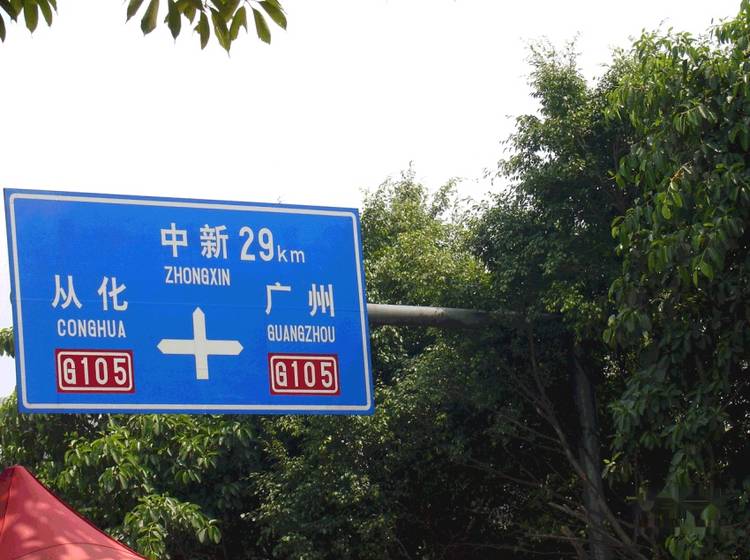 中新 29km
ZHONGXIN
从化
CONGHUA
G105
广州
GUANGZHOU
G105